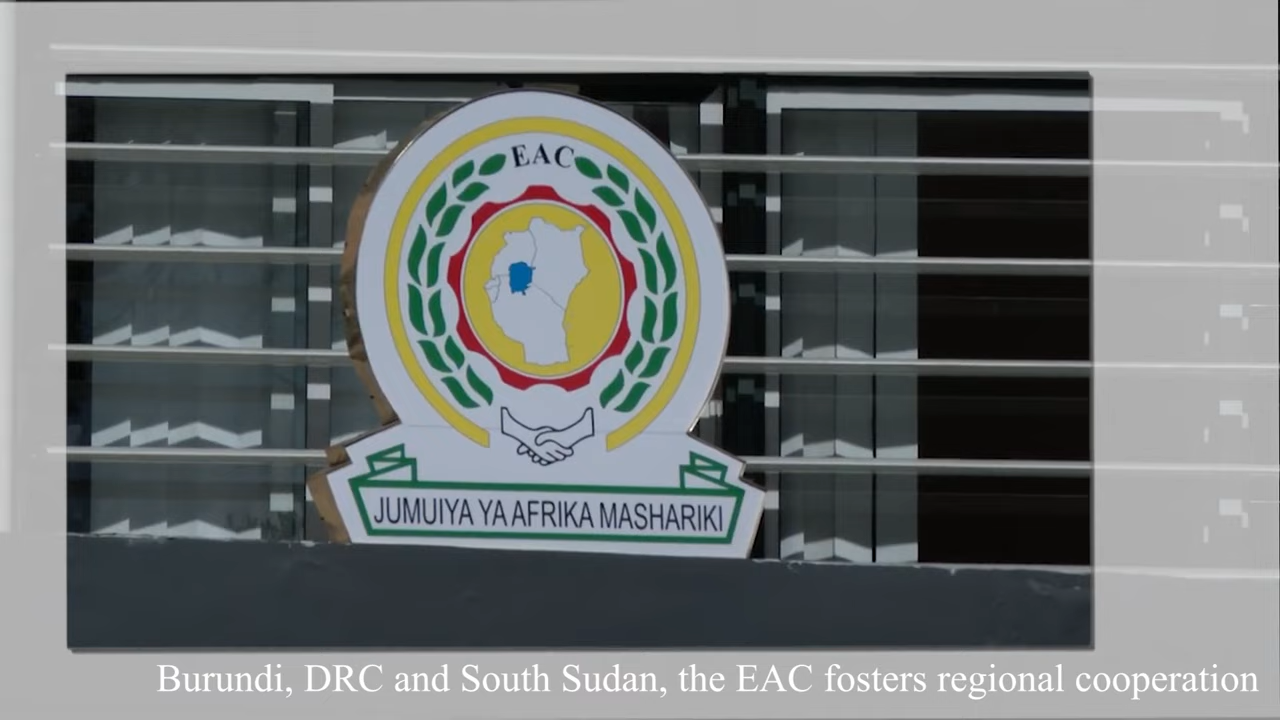 EAC
JUMUIYA YA AFRIKA MASHARIKI
Burundi, DRC and South Sudan, the EAC fosters regional cooperation